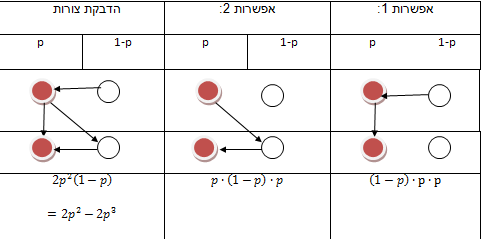 אפשרות 1:
אפשרות 2:
הדבקת צורות
p 1-p
p 1-p
p 1-p
(1 − p) ∙ p ∙ p
p ∙ (1 − p) ∙ p
2p²(1 − p)
= 2p² − 2p³